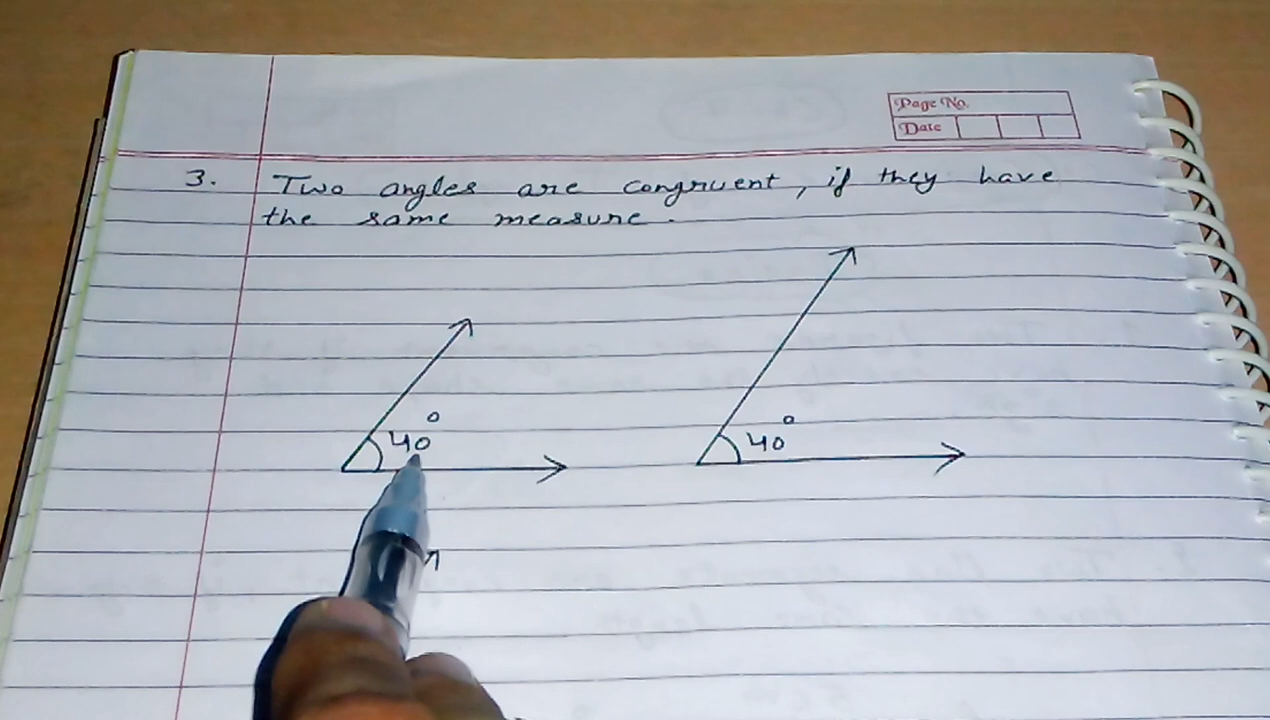 Page No.
Date
3. Two angles are congruent, if they have
the same measure.
40°
40°